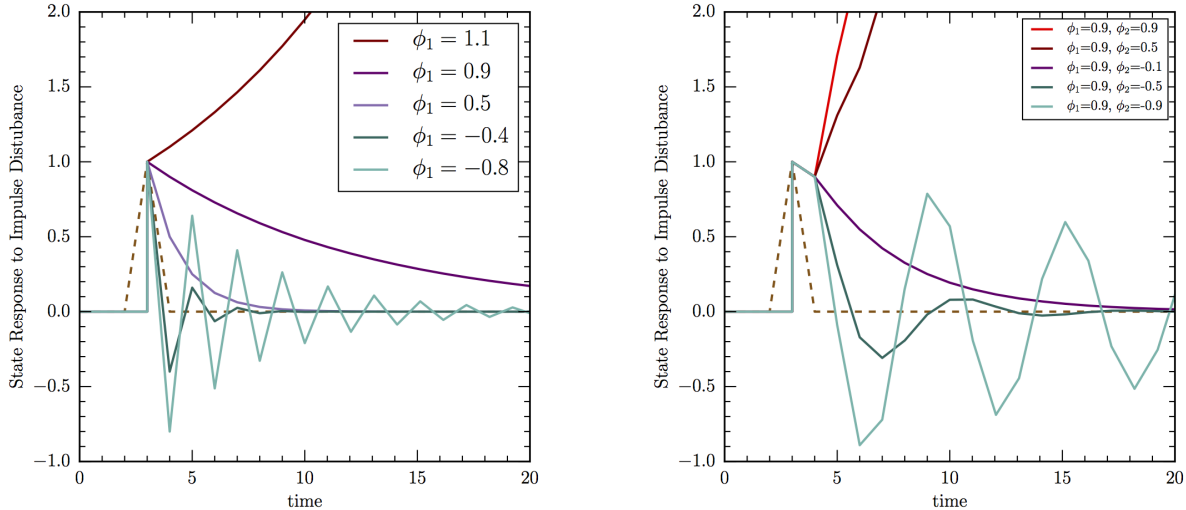 2.0
1.5
1.0
0.5
0.0
−0.5
−1.0
0
5
10
15
20
time
State Response to Impulse Distubance
ϕ₁ = 1.1
ϕ₁ = 0.9
ϕ₁ = 0.5
ϕ₁ = −0.4
ϕ₁ = −0.8
2.0
1.5
1.0
0.5
0.0
−0.5
−1.0
0
5
10
15
20
time
State Response to Impulse Distubance
ϕ₁=0.9, ϕ₂=0.9
ϕ₁=0.9, ϕ₂=0.5
ϕ₁=0.9, ϕ₂=-0.1
ϕ₁=0.9, ϕ₂=-0.5
ϕ₁=0.9, ϕ₂=-0.9